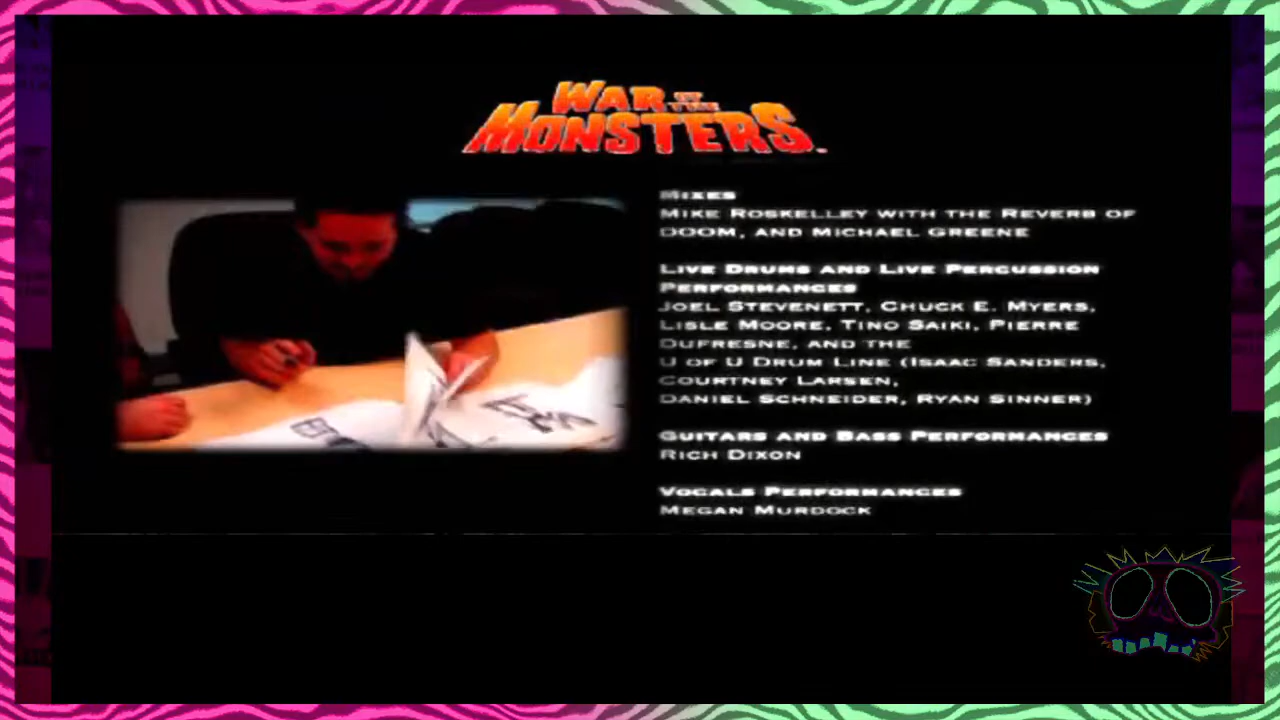 WAR OF THE
MONSTERS
MIXES
MIKE ROSKELLEY WITH THE REVERB OF
DOOM, AND MICHAEL GREENE
LIVE DRUMS AND LIVE PERCUSSION
PERFORMANCES
JOEL STEVENETT, CHUCK E. MYERS,
LISLE MOORE, TINO SAIKI, PIERRE
DUFRESNE, AND THE
U OF U DRUM LINE (ISAAC SANDERS,
COURTNEY LARSEN,
DANIEL SCHNEIDER, RYAN SINNER)
GUITARS AND BASS PERFORMANCES
RICH DIXON
VOCALS PERFORMANCES
MEGAN MURDOCK